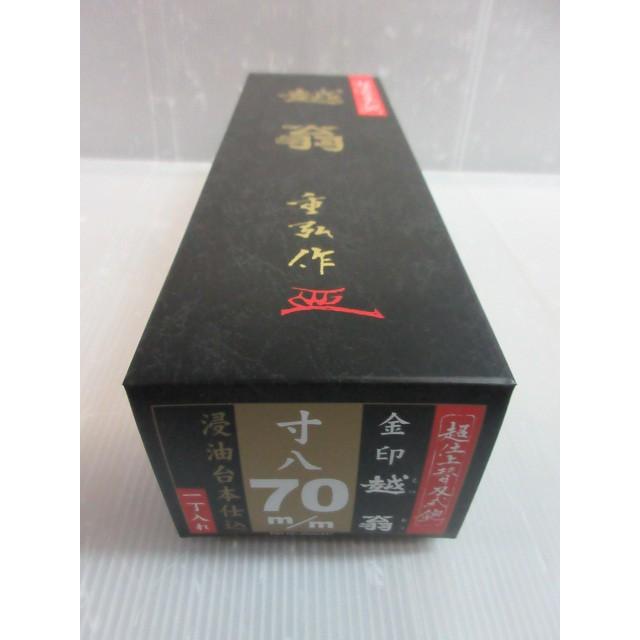 越翁
重弘作
超仕上替刃式鉋
金印越翁
寸八
70
m/m
浸油台本仕込
一丁入れ